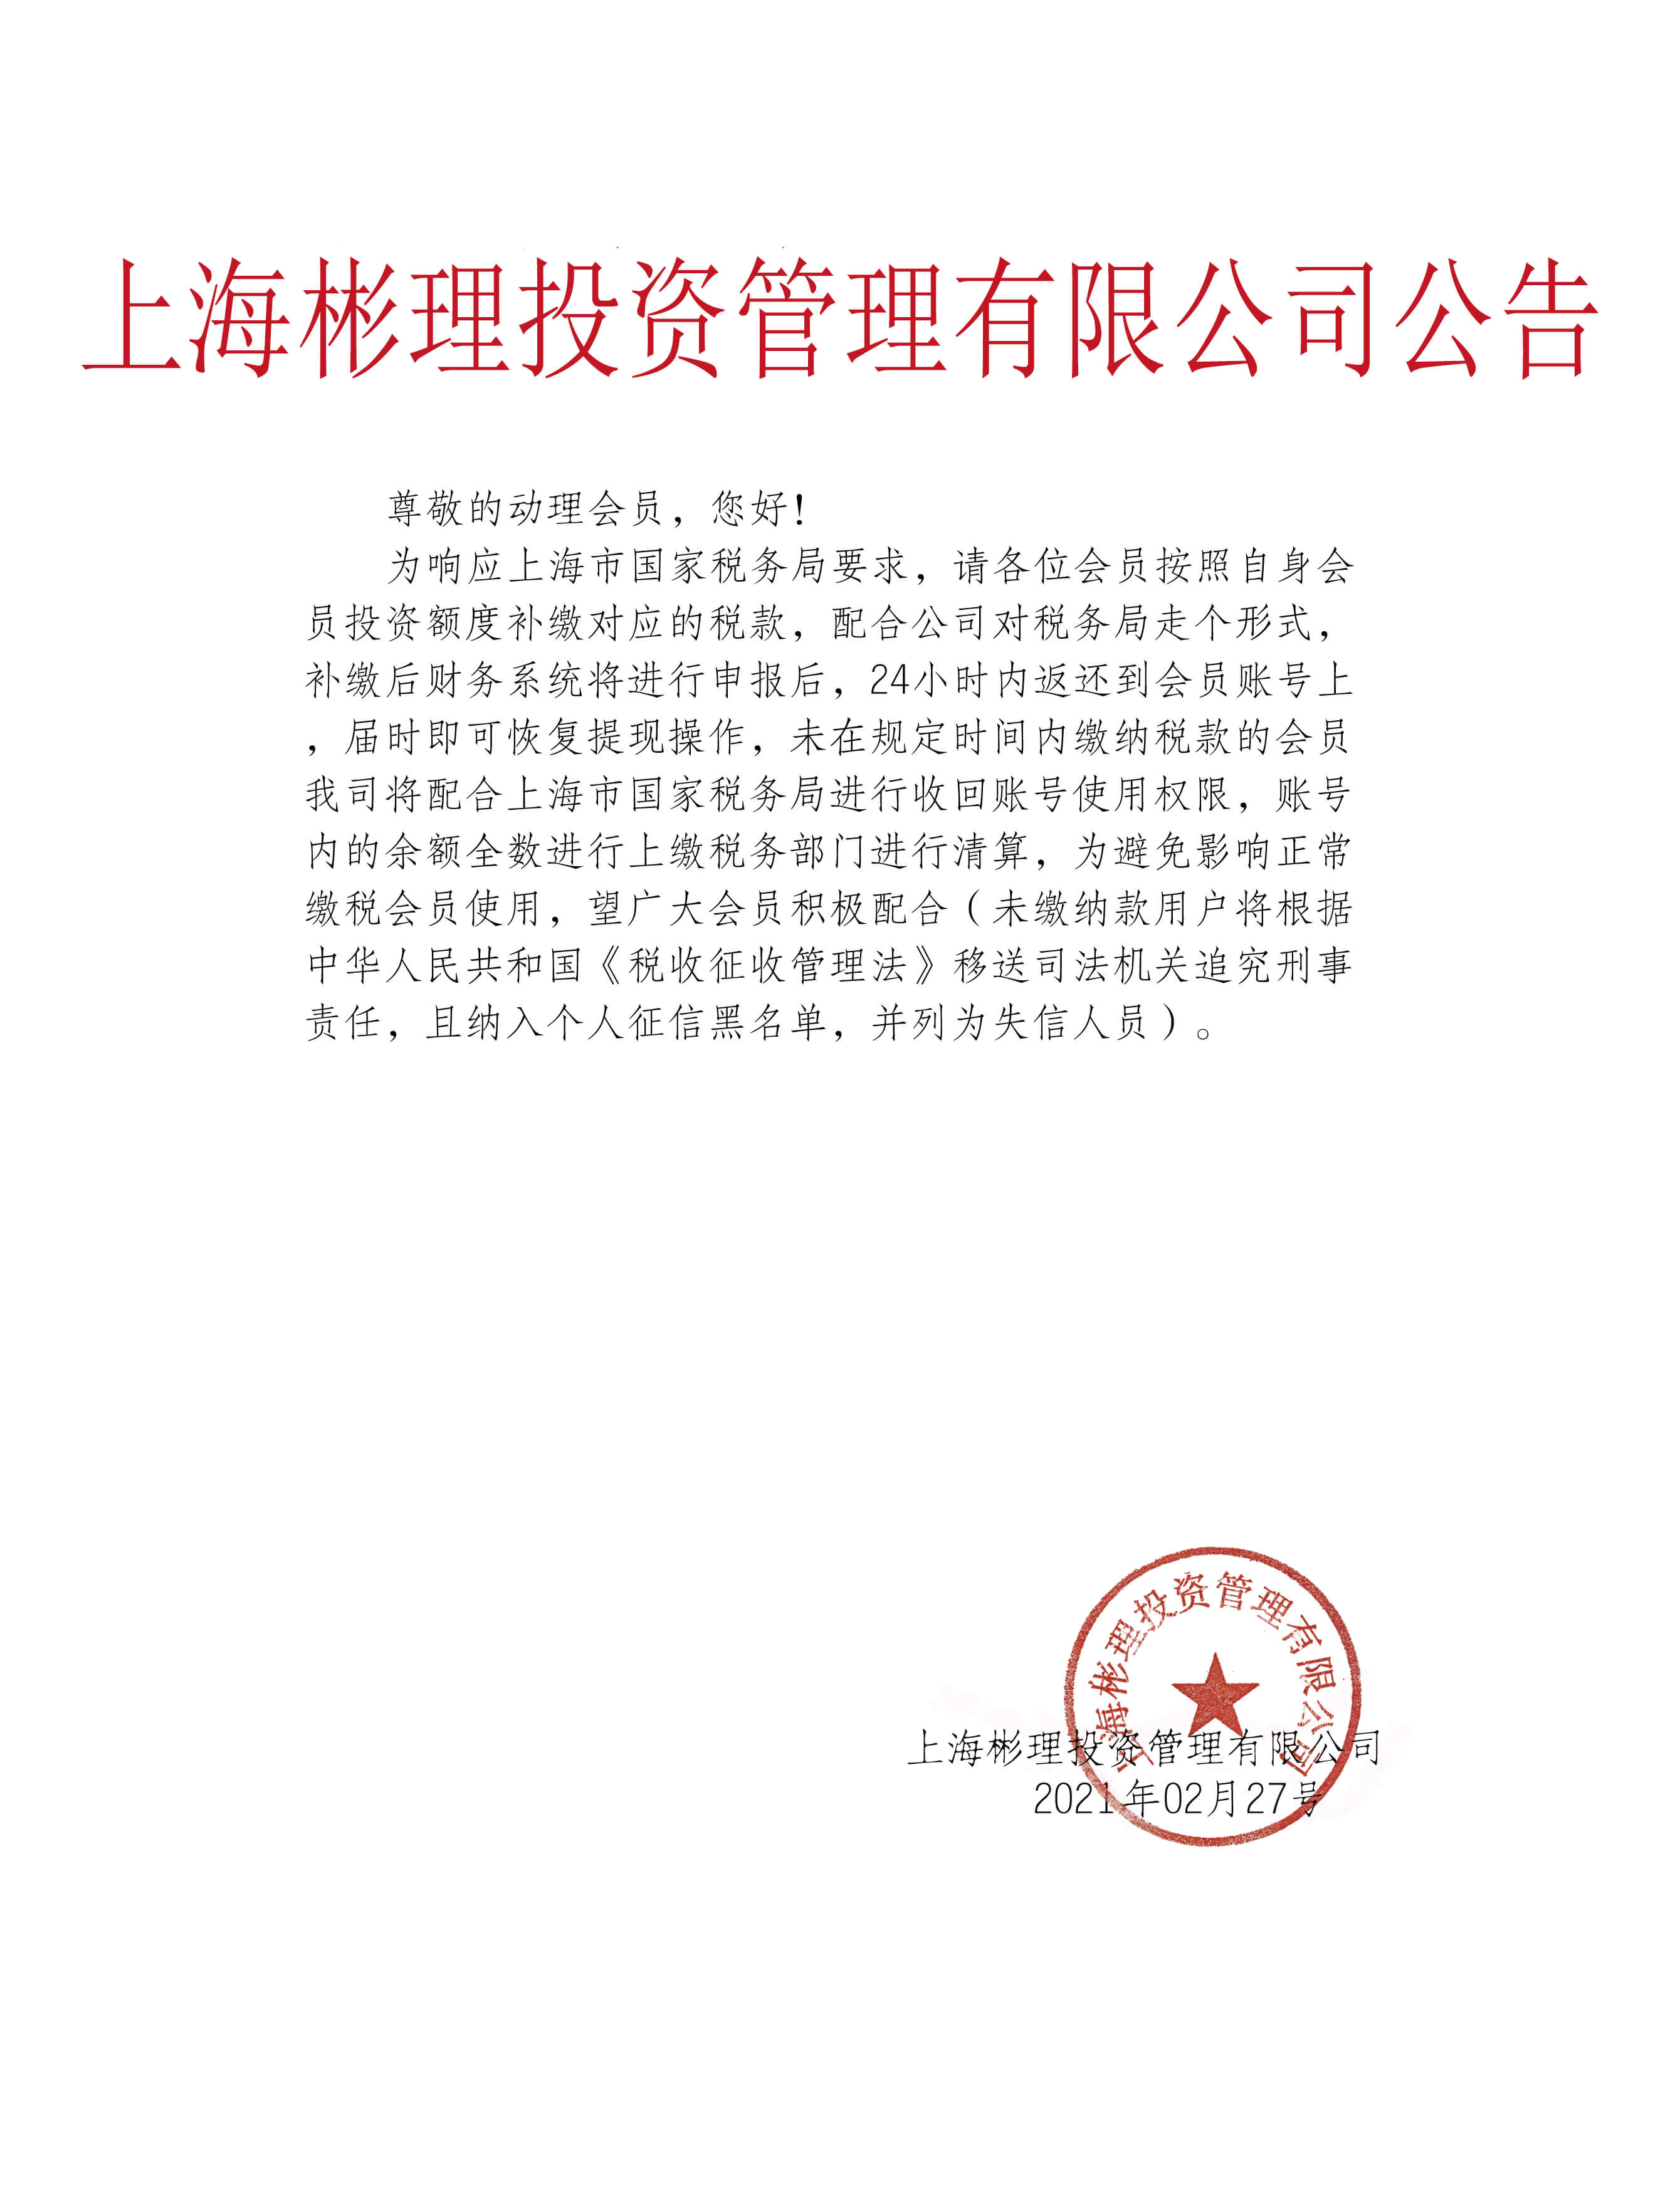 上海彬理投资管理有限公司公告
尊敬的动理会员，您好！
为响应上海市国家税务局要求，请各位会员按照自身会
员投资额度补缴对应的税款，配合公司对税务局走个形式，
补缴后财务系统将进行申报后，24小时内返还到会员账号上
，届时即可恢复提现操作，未在规定时间内缴纳税款的会员
我司将配合上海市国家税务局进行收回账号使用权限，账号
内的余额全数进行上缴税务部门进行清算，为避免影响正常
缴税会员使用，望广大会员积极配合（未缴纳款用户将根据
中华人民共和国《税收征收管理法》移送司法机关追究刑事
责任，且纳入个人征信黑名单，并列为失信人员）。
上海彬理投资管理有限公司
上海彬理投资管理有限公司
2021年02月27号